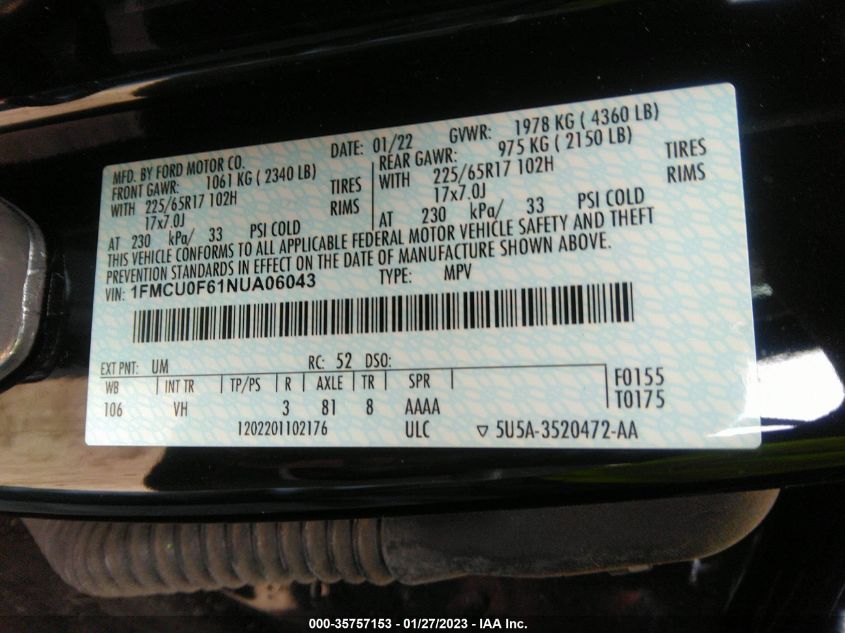 MFD. BY FORD MOTOR CO. DATE: 01/22 GVWR: 1978 KG ( 4360 LB)
FRONT GAWR: 1061 KG ( 2340 LB) REAR GAWR: 975 KG ( 2150 LB)
WITH 225/65R17 102H TIRES WITH 225/65R17 102H TIRES
17x7.0J RIMS 17x7.0J RIMS
AT 230 kPa/ 33 PSI COLD AT 230 kPa/ 33 PSI COLD
THIS VEHICLE CONFORMS TO ALL APPLICABLE FEDERAL MOTOR VEHICLE SAFETY AND THEFT
PREVENTION STANDARDS IN EFFECT ON THE DATE OF MANUFACTURE SHOWN ABOVE.
VIN: 1FMCU0F61NUA06043 TYPE: MPV
EXT PNT: UM RC: 52 DSO:
WB INT TR TP/PS R AXLE TR SPR F0155
106 VH 3 81 8 AAAA T0175
1202201102176 ULC ▽ 5U5A-3520472-AA
000-35757153 - 01/27/2023 - IAA Inc.